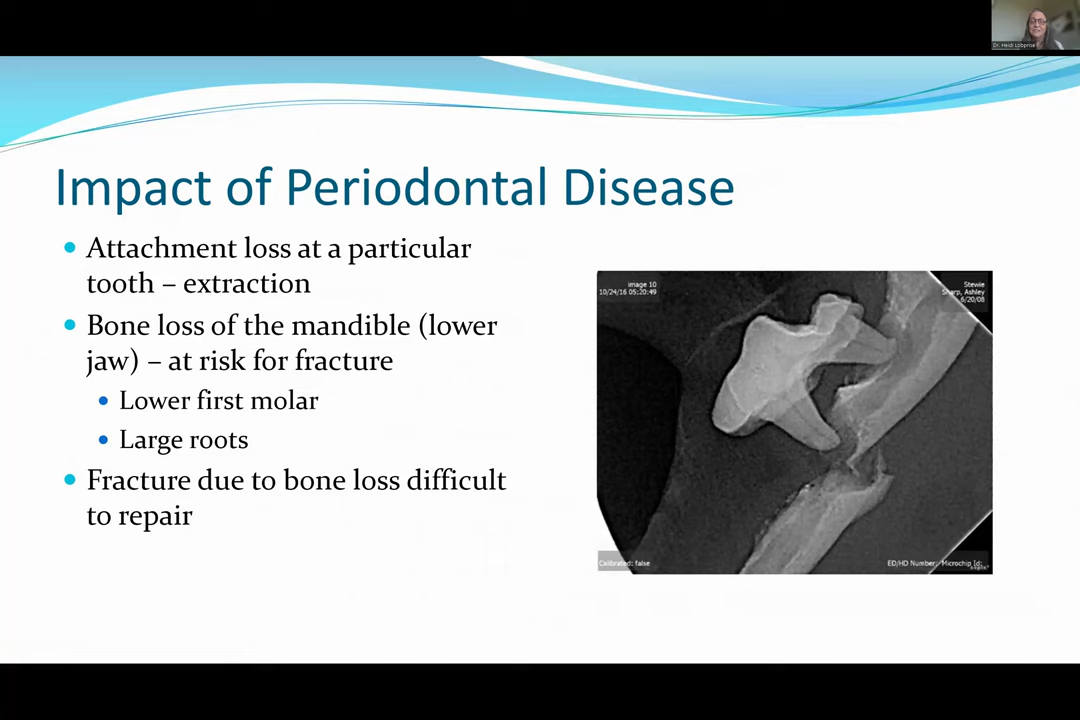 Dr. Heidi Lobprise
Impact of Periodontal Disease
Attachment loss at a particular
tooth – extraction
Bone loss of the mandible (lower
jaw) – at risk for fracture
Lower first molar
Large roots
Fracture due to bone loss difficult
to repair
image 10
10/24/16 05:20:49
Stewie
Sharp, Ashley
6/20/08
Calibrated: false
ED/HD Number: Microchip Id: